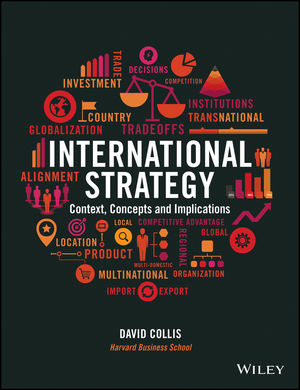 TRADE
DECISIONS
COMPETITION
INVESTMENT
INSTITUTIONS
COUNTRY
TRANSNATIONAL
GLOBALIZATION
TRADEOFFS
INTERNATIONAL
STRATEGY
ALIGNMENT
Context, Concepts and Implications
LOCAL
COMPETITIVE ADVANTAGE
GLOBAL
REGIONAL
LOCATION
PRODUCT
MULTI-DOMESTIC
MULTINATIONAL
ORGANIZATION
IMPORT
EXPORT
DAVID COLLIS
Harvard Business School
WILEY